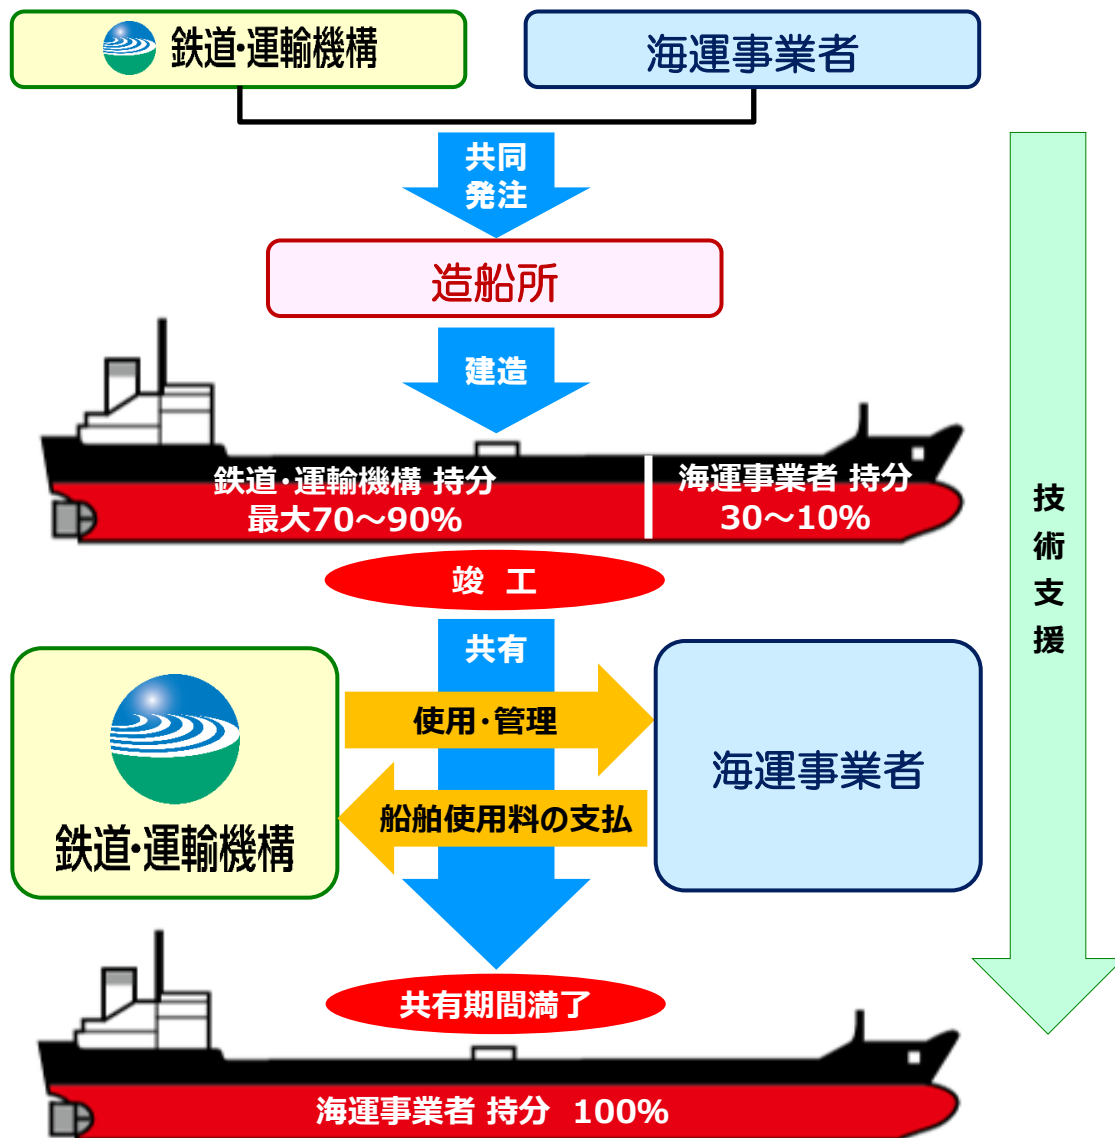 鉄道・運輸機構
海運事業者
共同
発注
造船所
建造
鉄道・運輸機構 持分
最大70～90%
海運事業者 持分
30～10%
竣 工
共有
使用・管理
船舶使用料の支払
鉄道・運輸機構
海運事業者
技術支援
共有期間満了
海運事業者 持分 100%